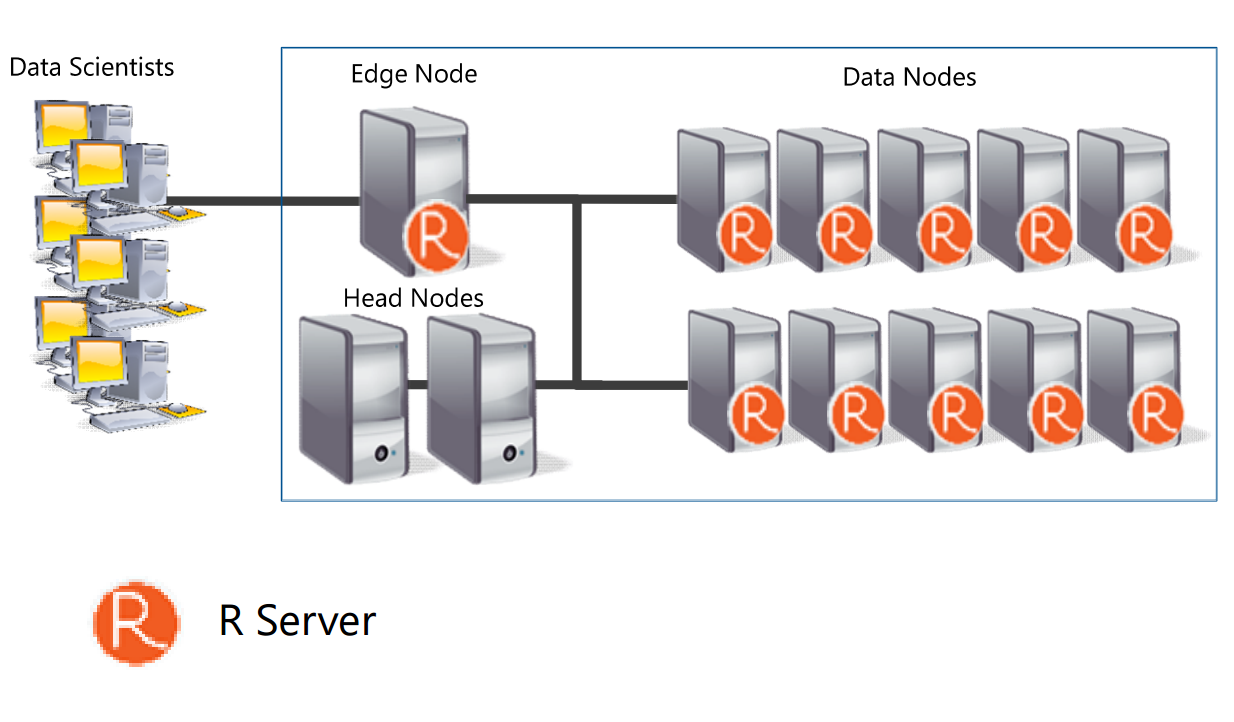 Data Scientists
Edge Node
Data Nodes
R
R R R R R
Head Nodes
R R R R R
R
R Server